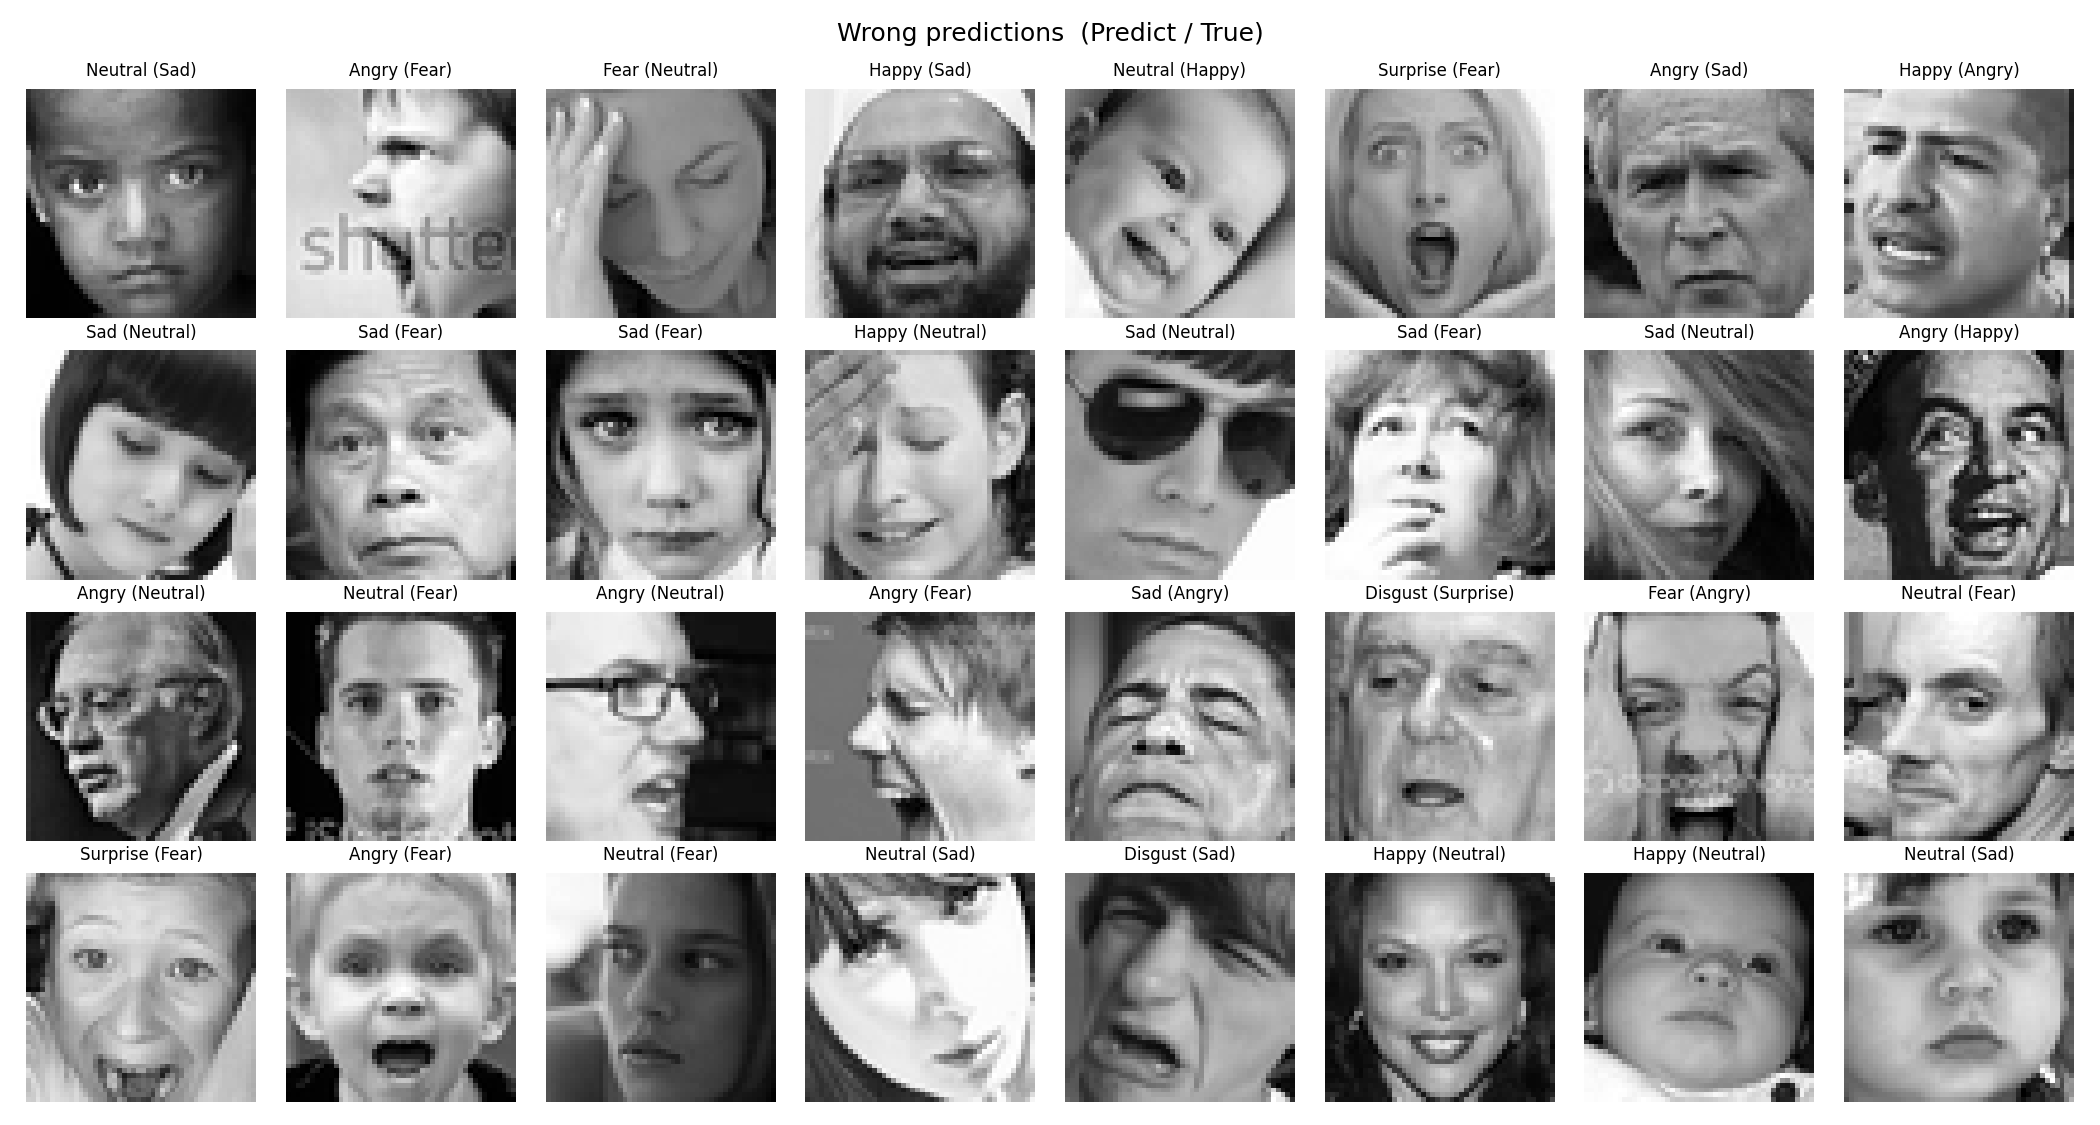 Wrong predictions (Predict / True)
Neutral (Sad)
Angry (Fear)
Fear (Neutral)
Happy (Sad)
Neutral (Happy)
Surprise (Fear)
Angry (Sad)
Happy (Angry)
shutte
Sad (Neutral)
Sad (Fear)
Sad (Fear)
Happy (Neutral)
Sad (Neutral)
Sad (Fear)
Sad (Neutral)
Angry (Happy)
Angry (Neutral)
Neutral (Fear)
Angry (Neutral)
Angry (Fear)
Sad (Angry)
Disgust (Surprise)
Fear (Angry)
Neutral (Fear)
Surprise (Fear)
Angry (Fear)
Neutral (Fear)
Neutral (Sad)
Disgust (Sad)
Happy (Neutral)
Happy (Neutral)
Neutral (Sad)